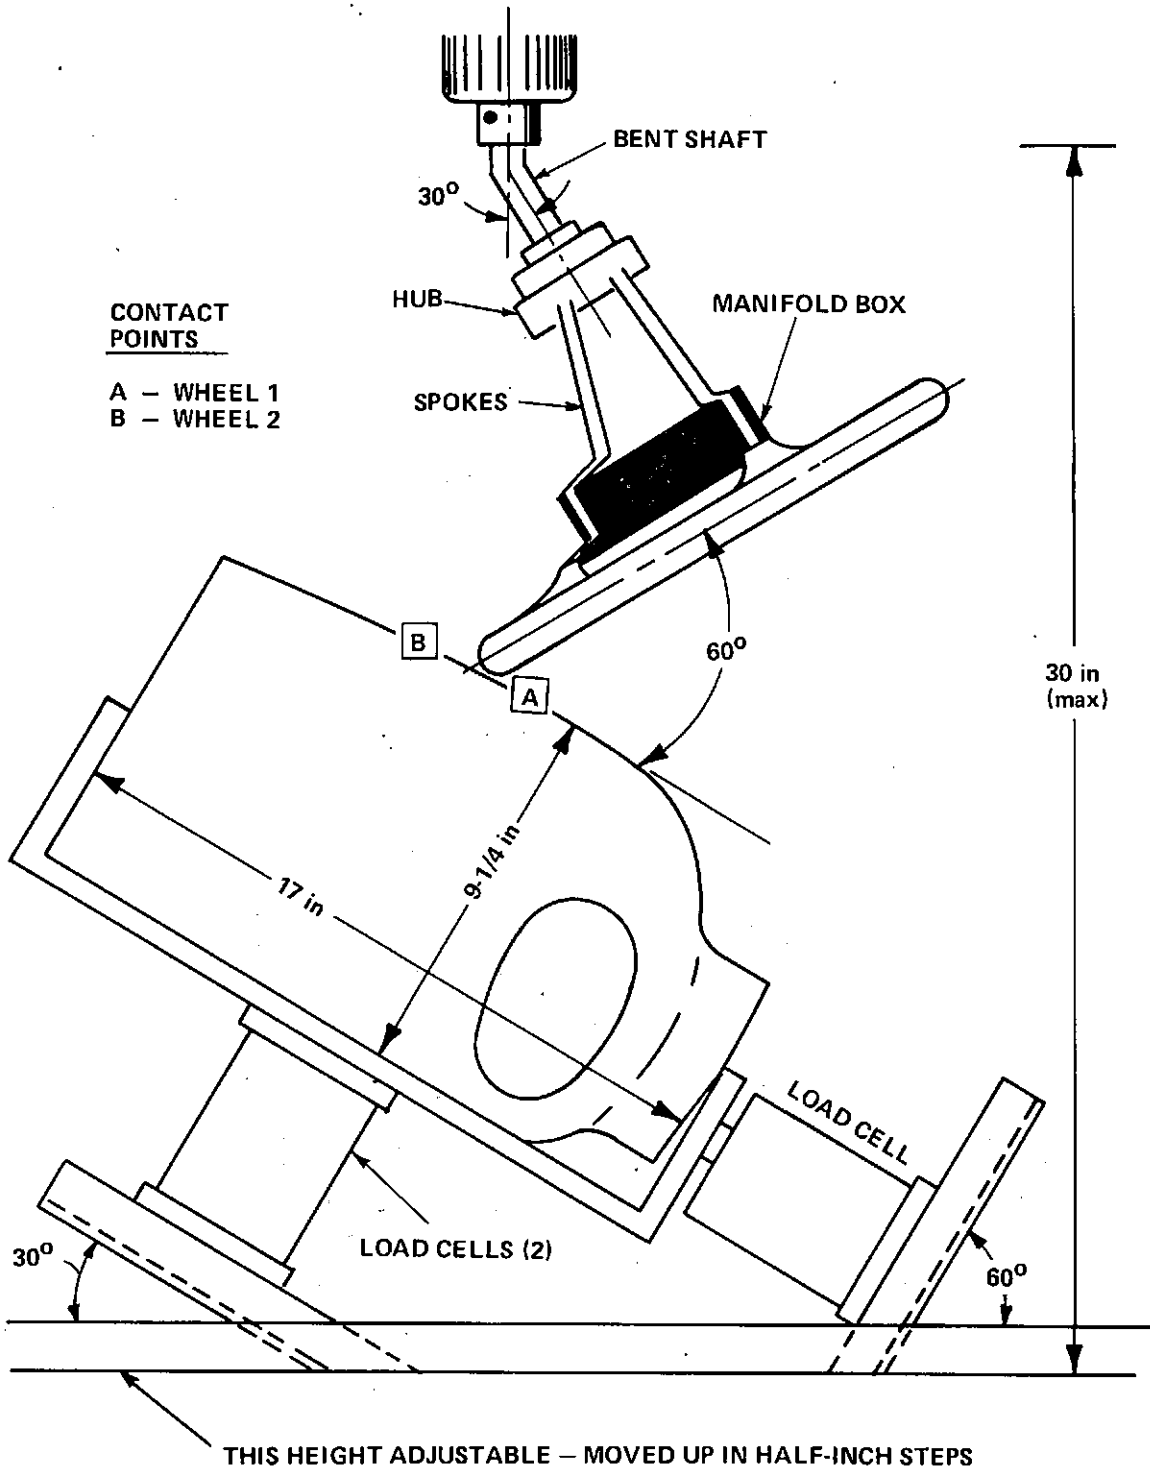 BENT SHAFT
30°
HUB
MANIFOLD BOX
CONTACT
POINTS
A – WHEEL 1
B – WHEEL 2
SPOKES
B
A
60°
30 in
(max)
9-1/4 in
17 in
LOAD CELL
LOAD CELLS (2)
30°
60°
THIS HEIGHT ADJUSTABLE – MOVED UP IN HALF-INCH STEPS